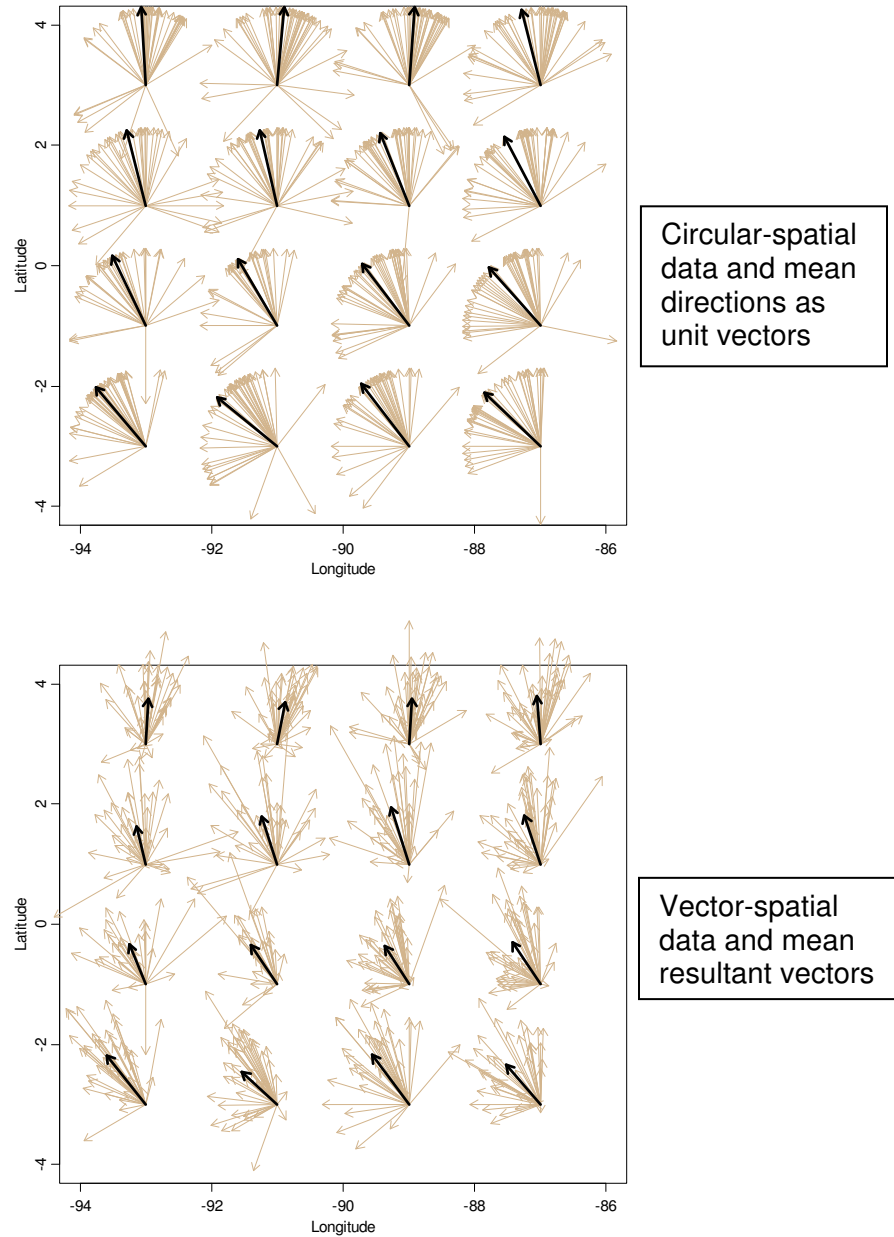 4
2
0
-2
-4
Latitude
-94
-92
-90
-88
-86
Longitude
Circular-spatial
data and mean
directions as
unit vectors
4
2
0
-2
-4
Latitude
-94
-92
-90
-88
-86
Longitude
Vector-spatial
data and mean
resultant vectors